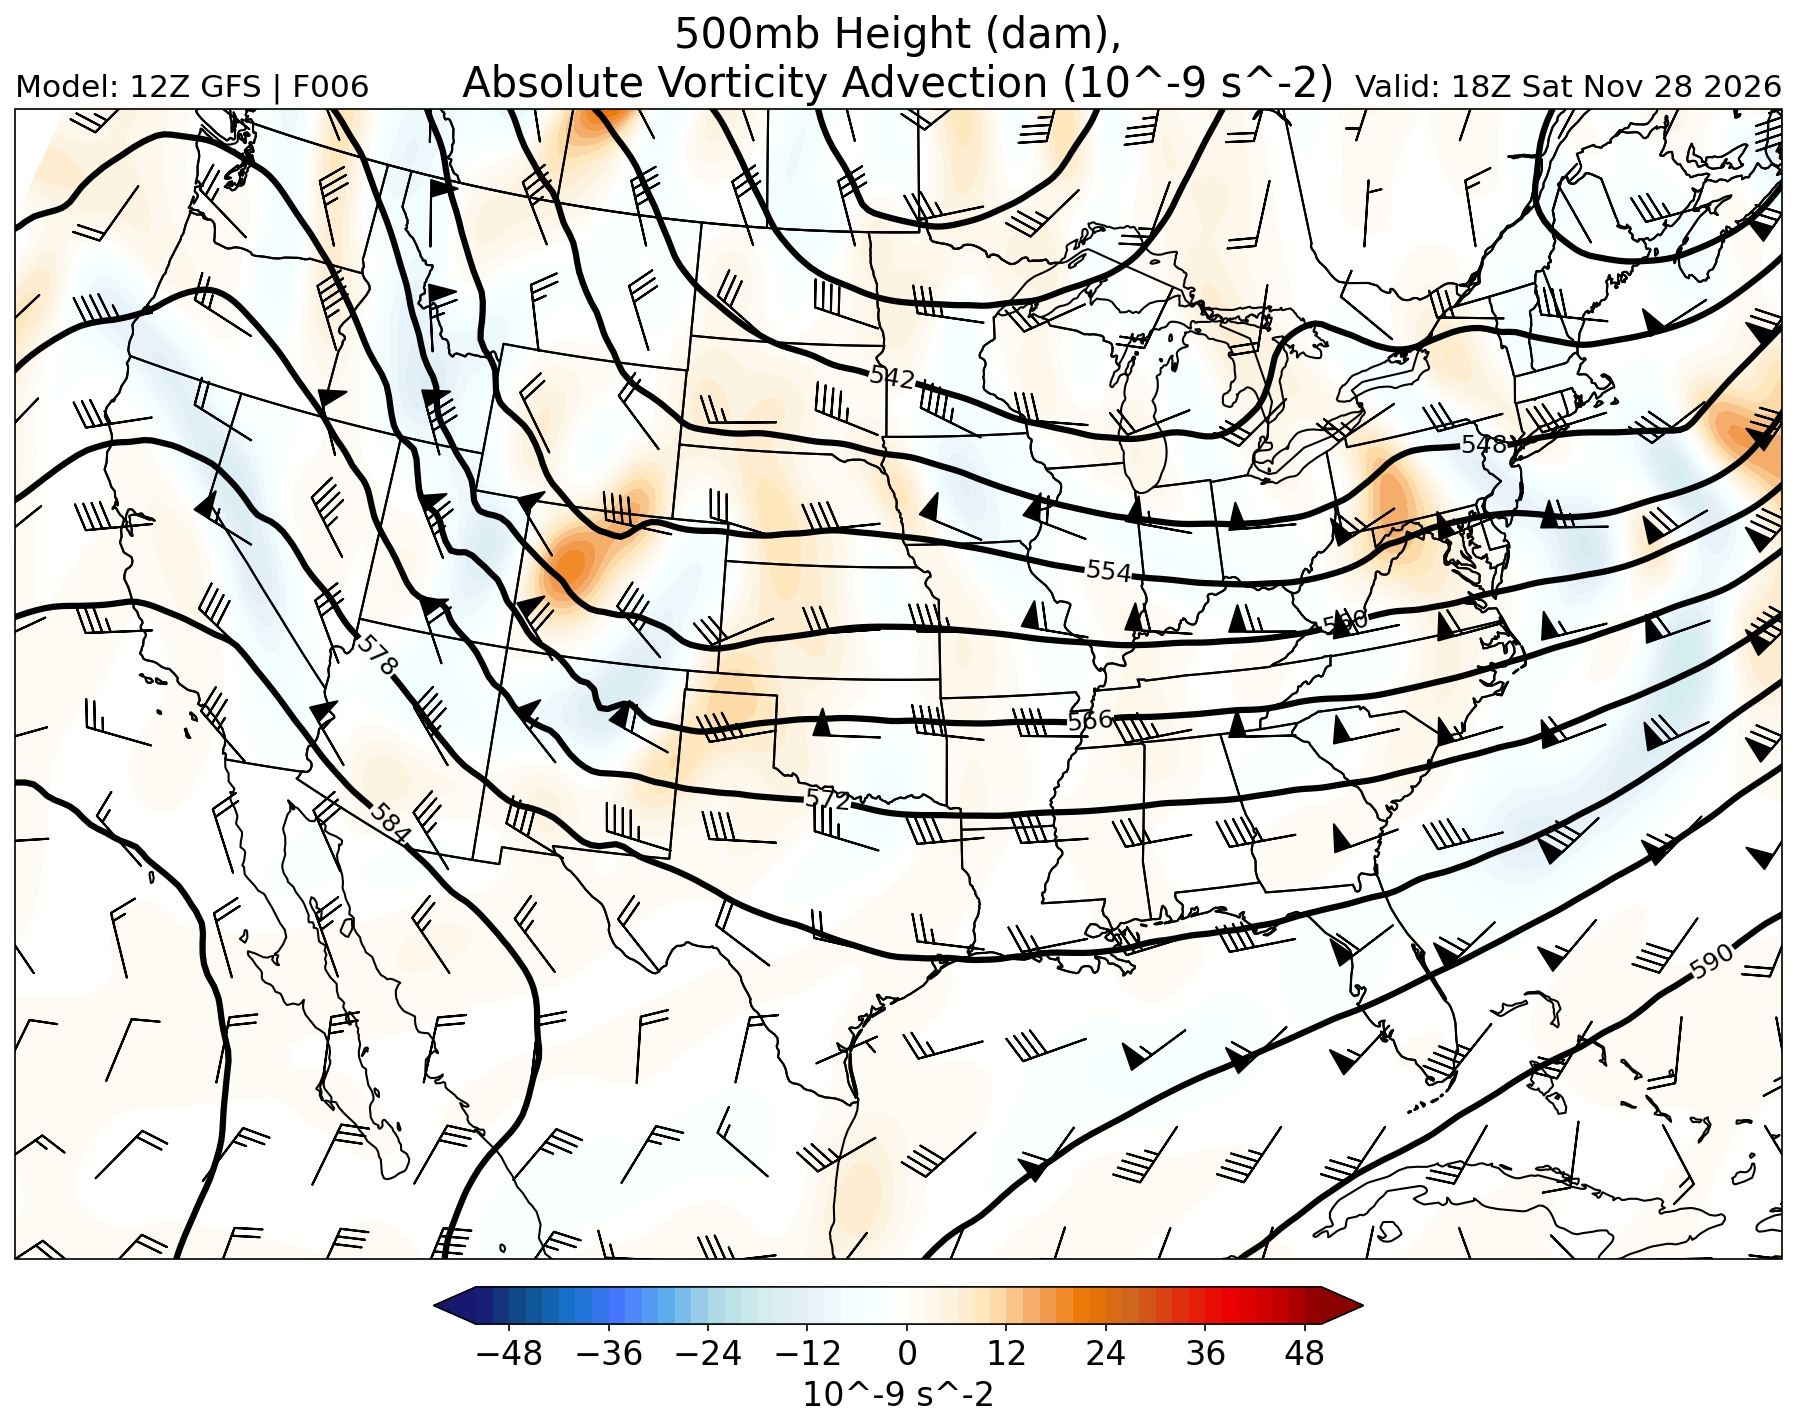 500mb Height (dam),
Model: 12Z GFS | F006
Absolute Vorticity Advection (10^-9 s^-2)
Valid: 18Z Sat Nov 28 2026
542
548
554
560
578
566
572
584
590
−48 −36 −24 −12 0 12 24 36 48
10^-9 s^-2